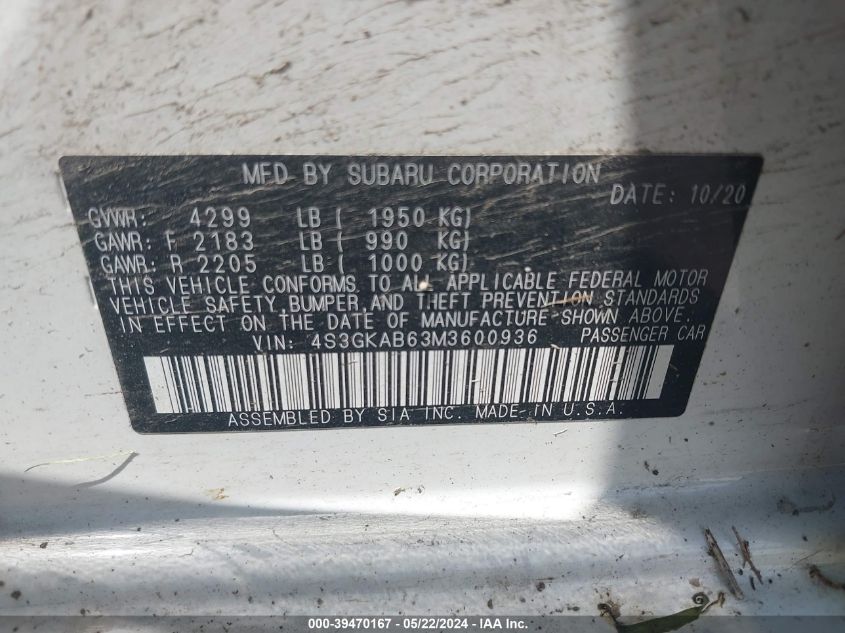 MFD BY SUBARU CORPORATION
DATE: 10/20
GVWR: 4299 LB ( 1950 KG)
GAWR: F 2183 LB ( 990 KG)
GAWR: R 2205 LB ( 1000 KG)
THIS VEHICLE CONFORMS TO ALL APPLICABLE FEDERAL MOTOR
VEHICLE SAFETY, BUMPER, AND THEFT PREVENTION STANDARDS
IN EFFECT ON THE DATE OF MANUFACTURE SHOWN ABOVE.
VIN: 4S3GKAB63M3600936 PASSENGER CAR
ASSEMBLED BY SIA INC. MADE IN U.S.A.
000-39470167 - 05/22/2024 - IAA Inc.